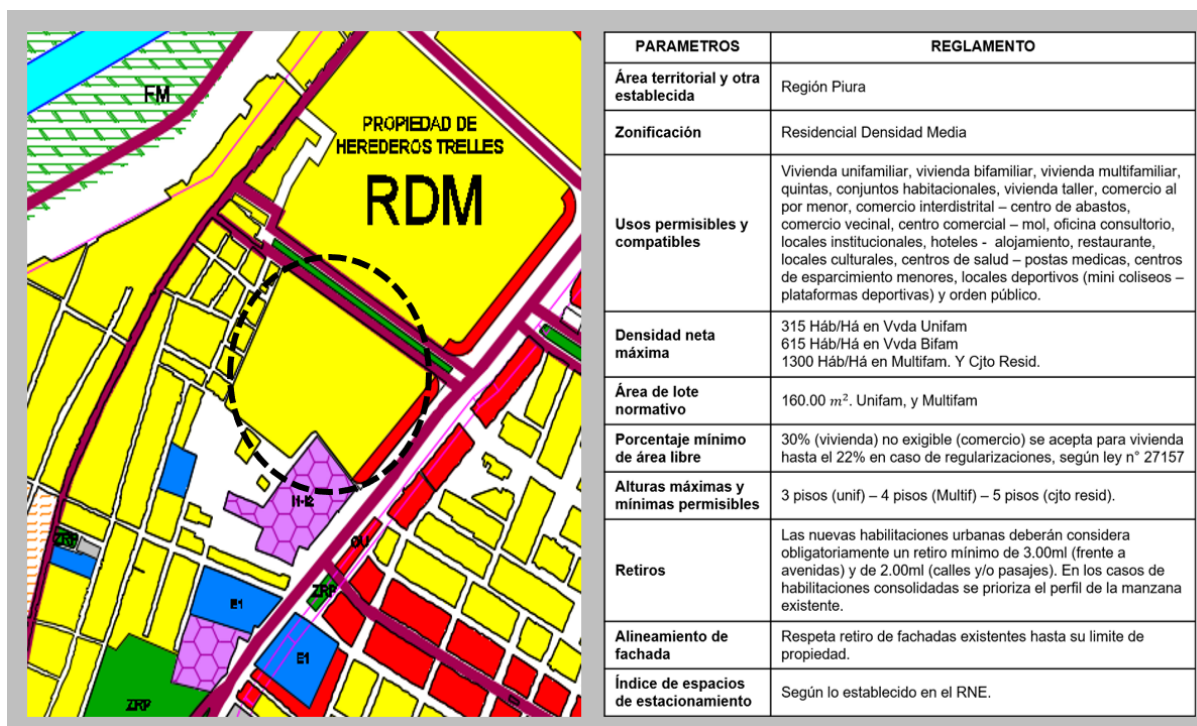 FM
PROPIEDAD DE
HEREDEROS TRELLES
RDM
I1-I2
OU
ZRP
ZRP
E1
E1
ZRP
PARAMETROS
REGLAMENTO
Área territorial y otra
establecida
Región Piura
Zonificación
Residencial Densidad Media
Usos permisibles y
compatibles
Vivienda unifamiliar, vivienda bifamiliar, vivienda multifamiliar,
quintas, conjuntos habitacionales, vivienda taller, comercio al
por menor, comercio interdistrital – centro de abastos,
comercio vecinal, centro comercial – mol, oficina consultorio,
locales institucionales, hoteles - alojamiento, restaurante,
locales culturales, centros de salud – postas medicas, centros
de esparcimiento menores, locales deportivos (mini coliseos –
plataformas deportivas) y orden público.
Densidad neta
máxima
315 Háb/Há en Vvda Unifam
615 Háb/Há en Vvda Bifam
1300 Háb/Há en Multifam. Y Cjto Resid.
Área de lote
normativo
160.00 m². Unifam, y Multifam
Porcentaje mínimo
de área libre
30% (vivienda) no exigible (comercio) se acepta para vivienda
hasta el 22% en caso de regularizaciones, según ley n° 27157
Alturas máximas y
mínimas permisibles
3 pisos (unif) – 4 pisos (Multif) – 5 pisos (cjto resid).
Retiros
Las nuevas habilitaciones urbanas deberán considera
obligatoriamente un retiro mínimo de 3.00ml (frente a
avenidas) y de 2.00ml (calles y/o pasajes). En los casos de
habilitaciones consolidadas se prioriza el perfil de la manzana
existente.
Alineamiento de
fachada
Respeta retiro de fachadas existentes hasta su limite de
propiedad.
Índice de espacios
de estacionamiento
Según lo establecido en el RNE.